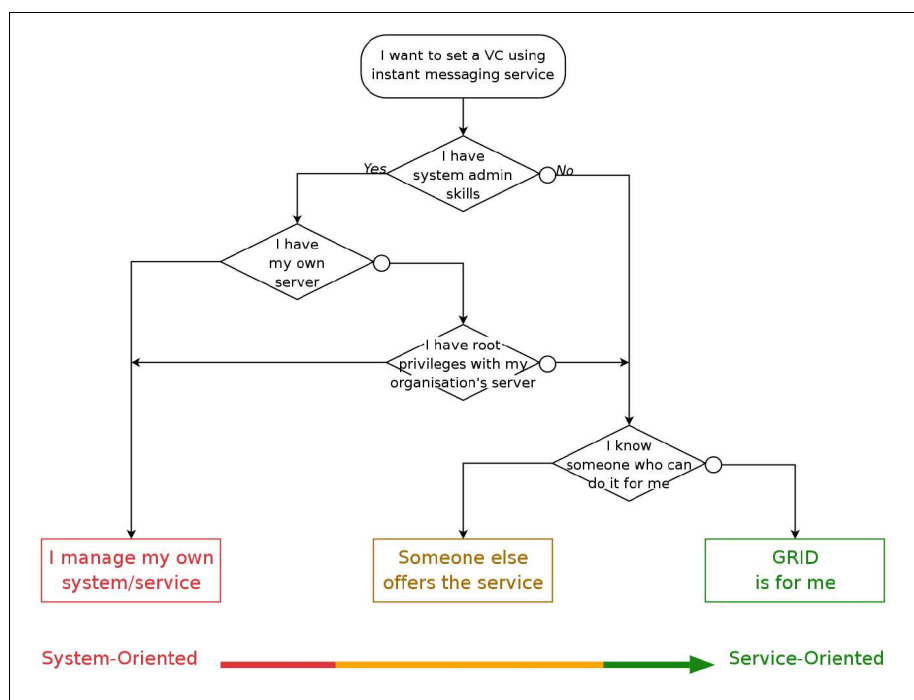 I want to set a VC using
instant messaging service
I have
system admin
skills
Yes
No
I have
my own
server
I have root
privileges with my
organisation's server
I know
someone who can
do it for me
I manage my own
system/service
Someone else
offers the service
GRID
is for me
System-Oriented
Service-Oriented